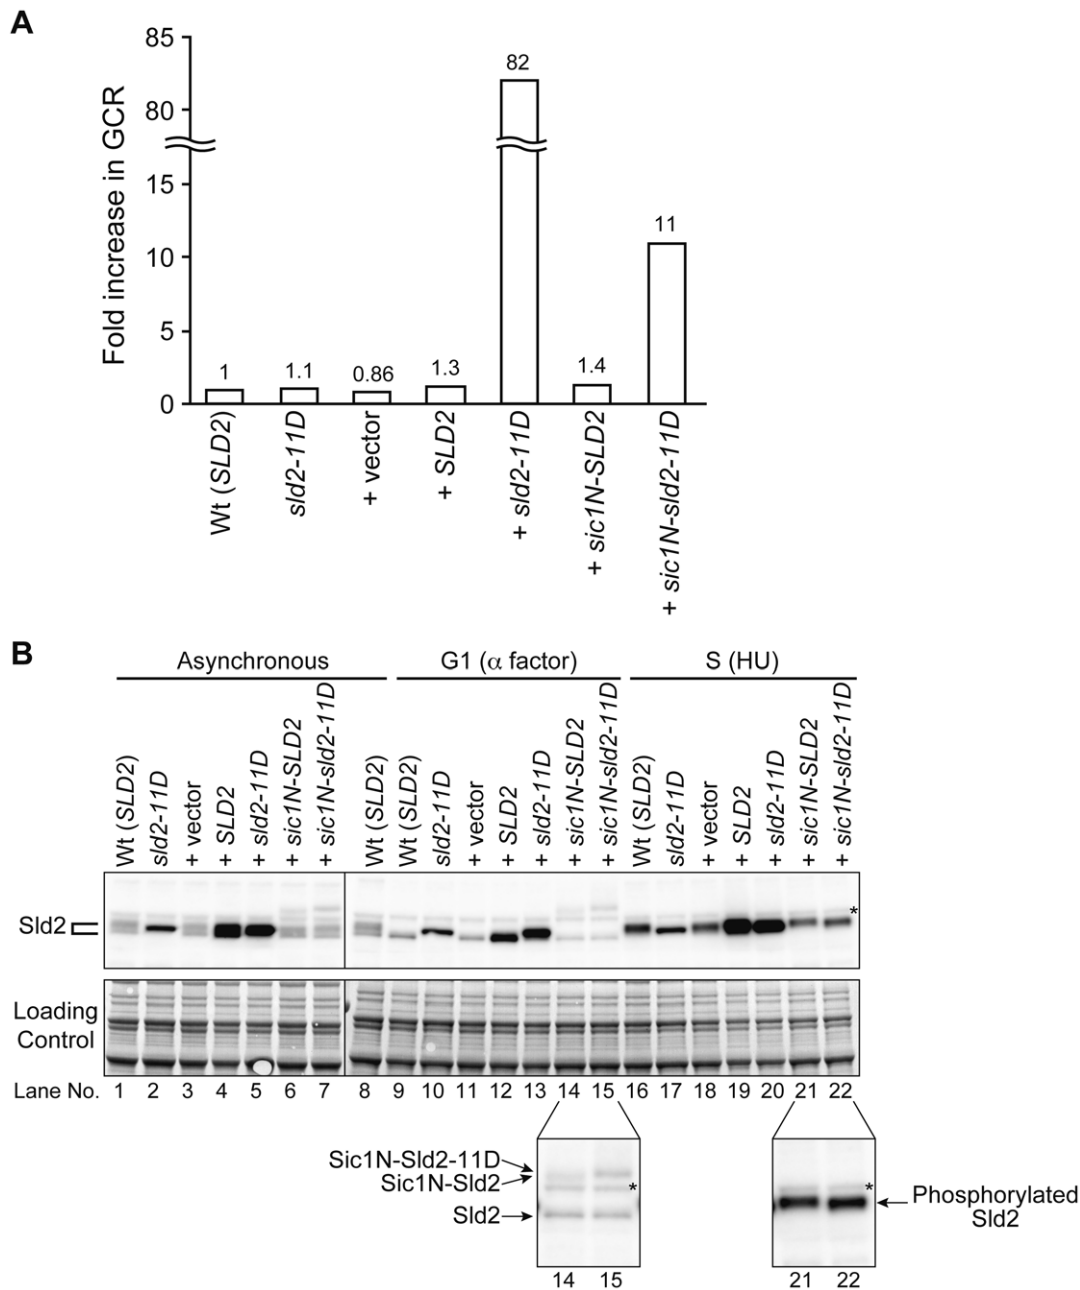 A
Fold increase in GCR
85
80
15
10
5
0
1
1.1
0.86
1.3
82
1.4
11
Wt (SLD2)
sld2-11D
+ vector
+ SLD2
+ sld2-11D
+ sic1N-SLD2
+ sic1N-sld2-11D
B
Asynchronous
G1 (α factor)
S (HU)
Wt (SLD2)
sld2-11D
+ vector
+ SLD2
+ sld2-11D
+ sic1N-SLD2
+ sic1N-sld2-11D
Wt (SLD2)
Wt (SLD2)
sld2-11D
+ vector
+ SLD2
+ sld2-11D
+ sic1N-SLD2
+ sic1N-sld2-11D
Wt (SLD2)
sld2-11D
+ vector
+ SLD2
+ sld2-11D
+ sic1N-SLD2
+ sic1N-sld2-11D
Sld2
*
Loading
Control
Lane No. 1 2 3 4 5 6 7 8 9 10 11 12 13 14 15 16 17 18 19 20 21 22
Sic1N-Sld2-11D
Sic1N-Sld2
*
Sld2
14 15
*
Phosphorylated
Sld2
21 22